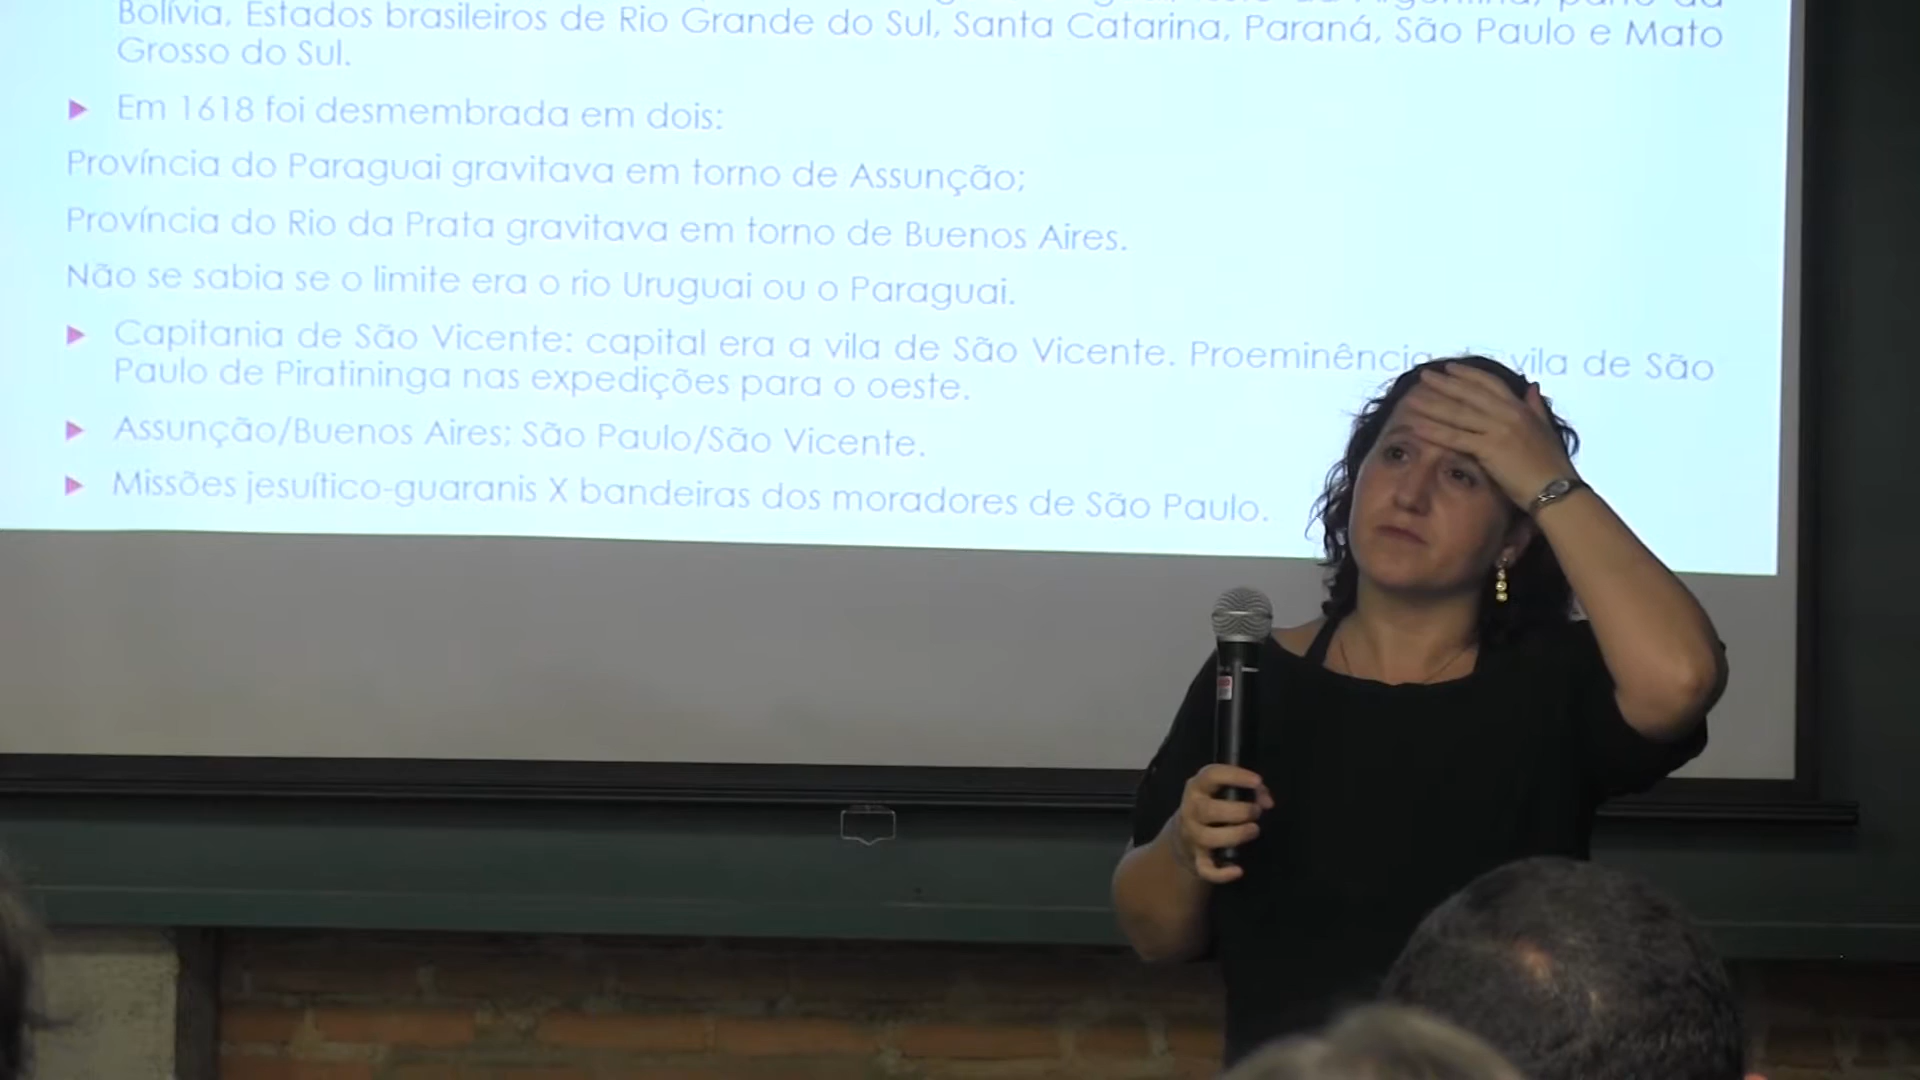 Bolívia, Estados brasileiros de Rio Grande do Sul, Santa Catarina, Paraná, São Paulo e Mato
Grosso do Sul.
Em 1618 foi desmembrada em dois:
Província do Paraguai gravitava em torno de Assunção;
Província do Rio da Prata gravitava em torno de Buenos Aires.
Não se sabia se o limite era o rio Uruguai ou o Paraguai.
Capitania de São Vicente: capital era a vila de São Vicente. Proeminência vila de São
Paulo de Piratininga nas expedições para o oeste.
Assunção/Buenos Aires; São Paulo/São Vicente.
Missões jesuítico-guaranis X bandeiras dos moradores de São Paulo.